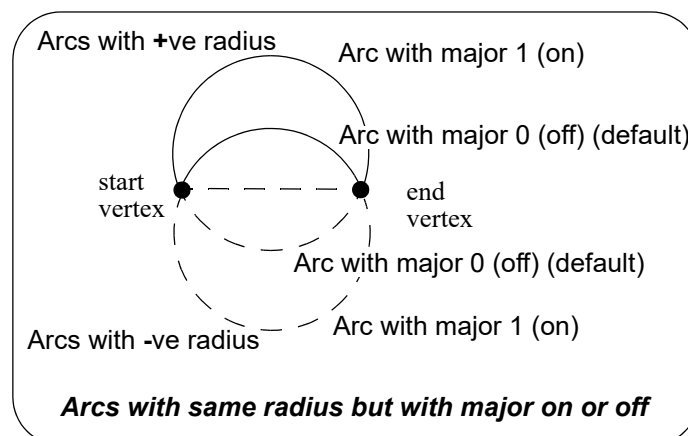 Arcs with +ve radius
Arc with major 1 (on)
Arc with major 0 (off) (default)
start
vertex
end
vertex
Arc with major 0 (off) (default)
Arc with major 1 (on)
Arcs with -ve radius
Arcs with same radius but with major on or off